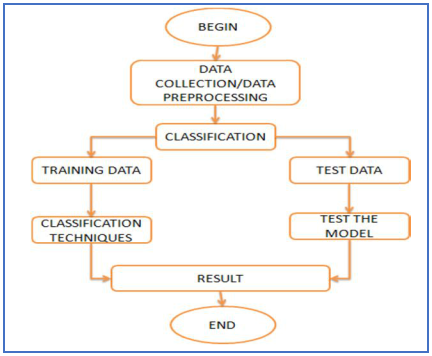 BEGIN
DATA
COLLECTION/DATA
PREPROCESSING
CLASSIFICATION
TRAINING DATA
TEST DATA
CLASSIFICATION
TECHNIQUES
TEST THE
MODEL
RESULT
END